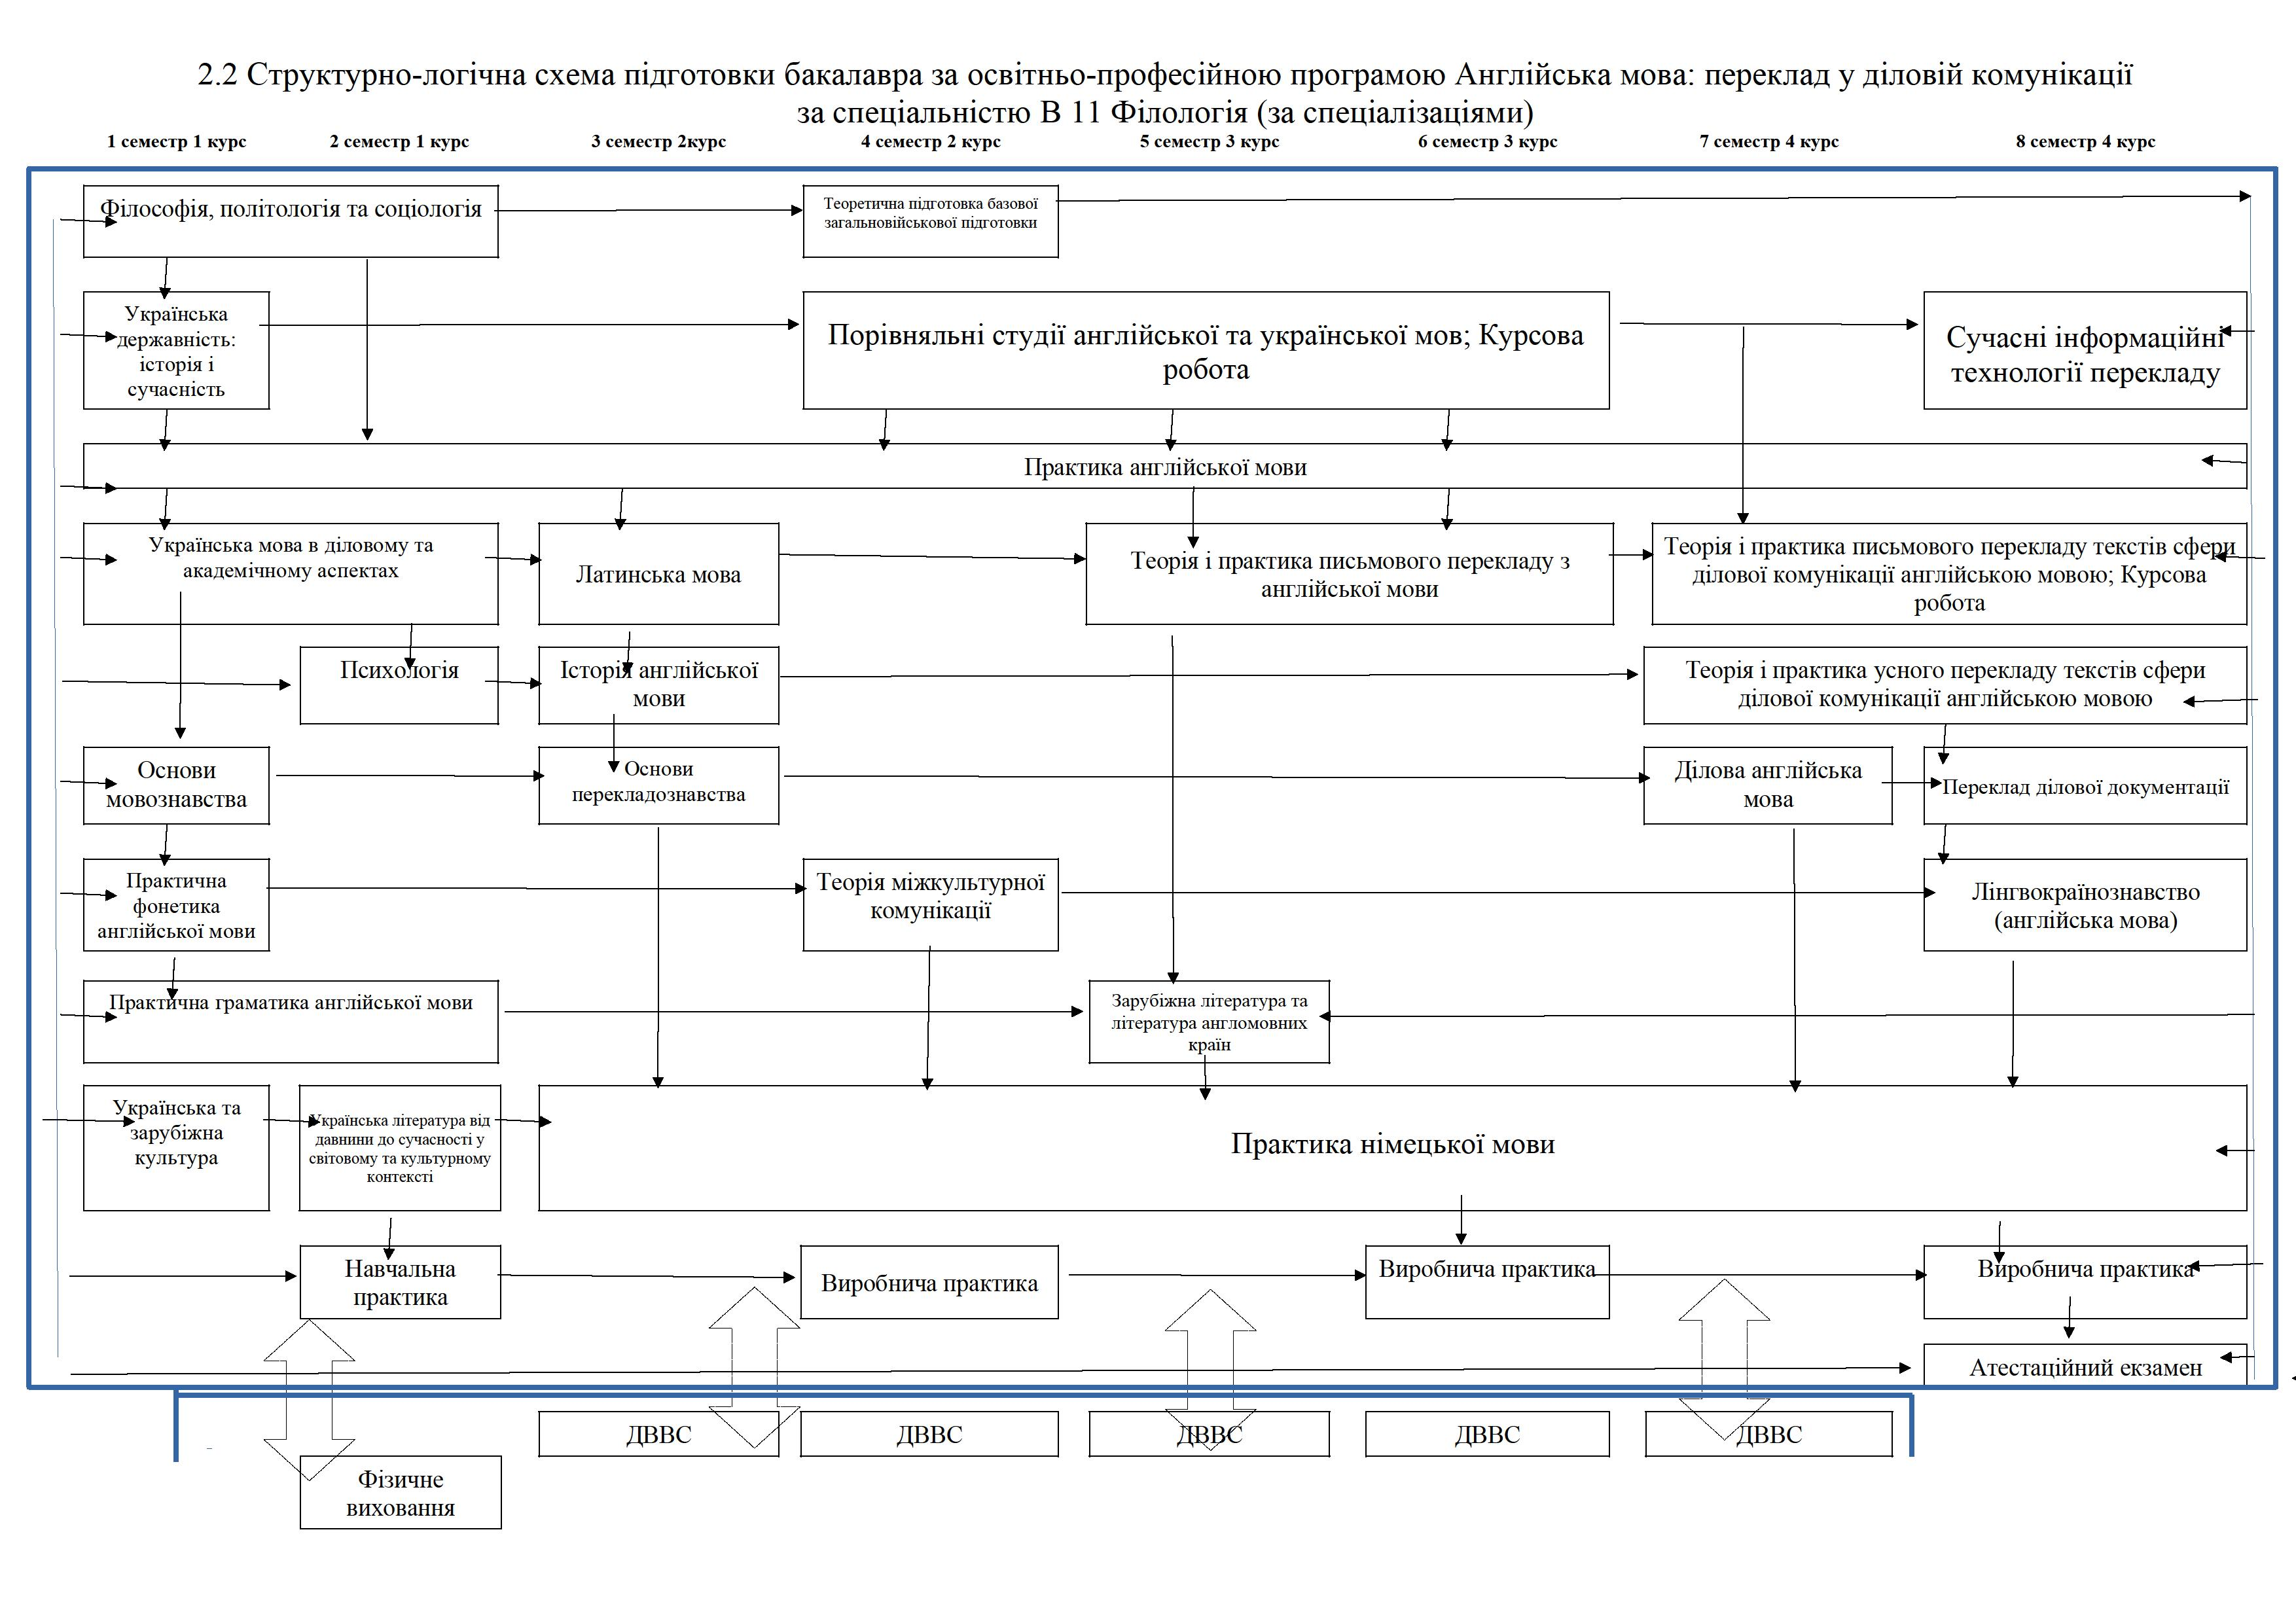 2.2 Структурно-логічна схема підготовки бакалавра за освітньо-професійною програмою Англійська мова: переклад у діловій комунікації
за спеціальністю В 11 Філологія (за спеціалізаціями)
1 семестр 1 курс
2 семестр 1 курс
3 семестр 2курс
4 семестр 2 курс
5 семестр 3 курс
6 семестр 3 курс
7 семестр 4 курс
8 семестр 4 курс
Філософія, політологія та соціологія
Теоретична підготовка базової
загальновійськової підготовки
Українська
державність:
історія і
сучасність
Порівняльні студії англійської та української мов; Курсова
робота
Сучасні інформаційні
технології перекладу
Практика англійської мови
Українська мова в діловому та
академічному аспектах
Латинська мова
Теорія і практика письмового перекладу з
англійської мови
Теорія і практика письмового перекладу текстів сфери
ділової комунікації англійською мовою; Курсова
робота
Психологія
Історія англійської
мови
Теорія і практика усного перекладу текстів сфери
ділової комунікації англійською мовою
Основи
мовознавства
Основи
перекладознавства
Ділова англійська
мова
Переклад ділової документації
Практична
фонетика
англійської мови
Теорія міжкультурної
комунікації
Лінгвокраїнознавство
(англійська мова)
Практична граматика англійської мови
Зарубіжна література та
література англомовних
країн
Українська та
зарубіжна
культура
Українська література від
давнини до сучасності у
світовому та культурному
контексті
Практика німецької мови
Навчальна
практика
Виробнича практика
Виробнича практика
Виробнича практика
Атестаційний екзамен
ДВВС
ДВВС
ДВВС
ДВВС
ДВВС
Фізичне
виховання